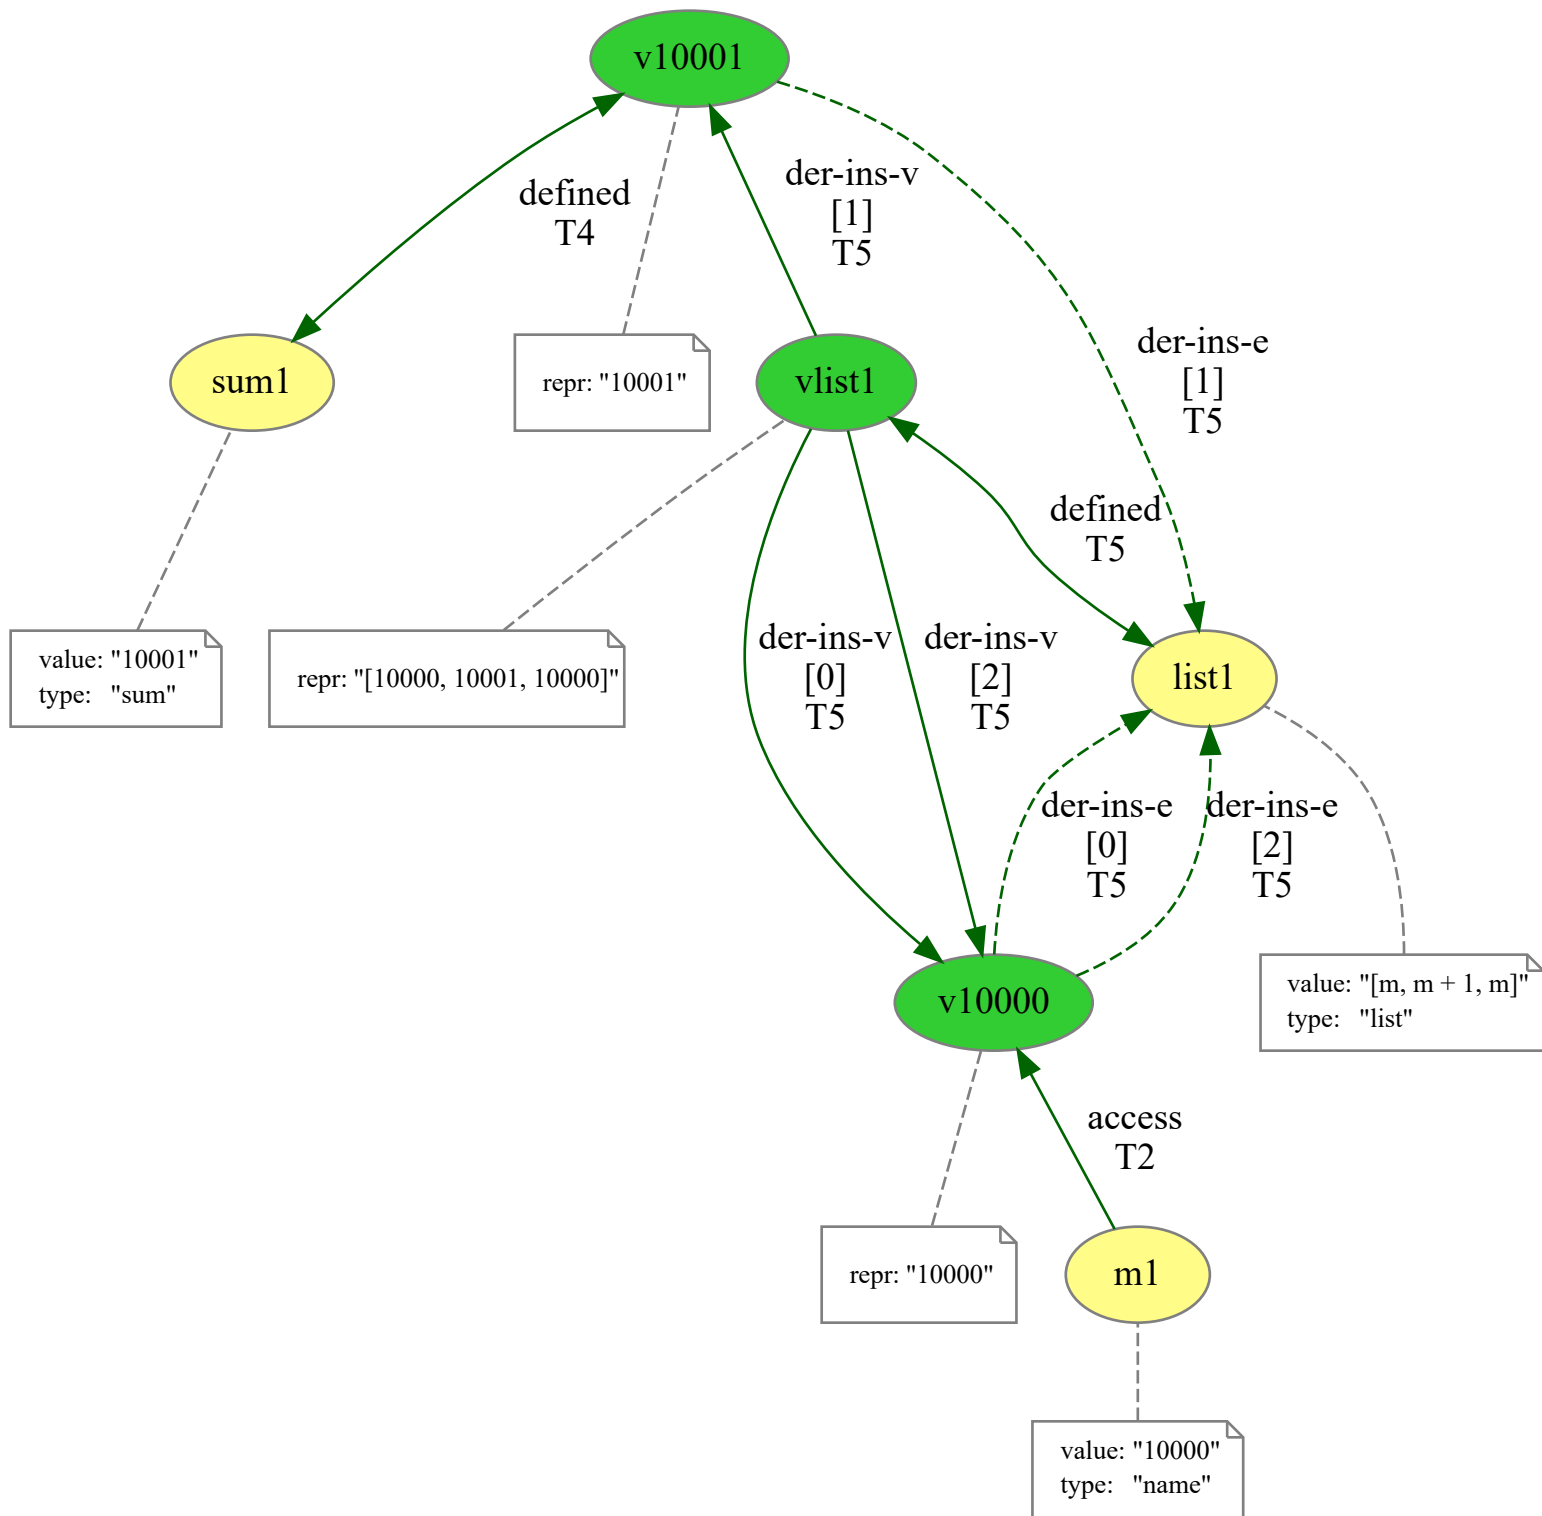 v10001
der-ins-v
[1]
T5
defined
T4
der-ins-e
[1]
T5
sum1
repr: "10001"
vlist1
defined
T5
value: "10001"
type: "sum"
repr: "[10000, 10001, 10000]"
der-ins-v
[0]
T5
der-ins-v
[2]
T5
list1
der-ins-e
[0]
T5
der-ins-e
[2]
T5
v10000
value: "[m, m + 1, m]"
type: "list"
access
T2
repr: "10000"
m1
value: "10000"
type: "name"